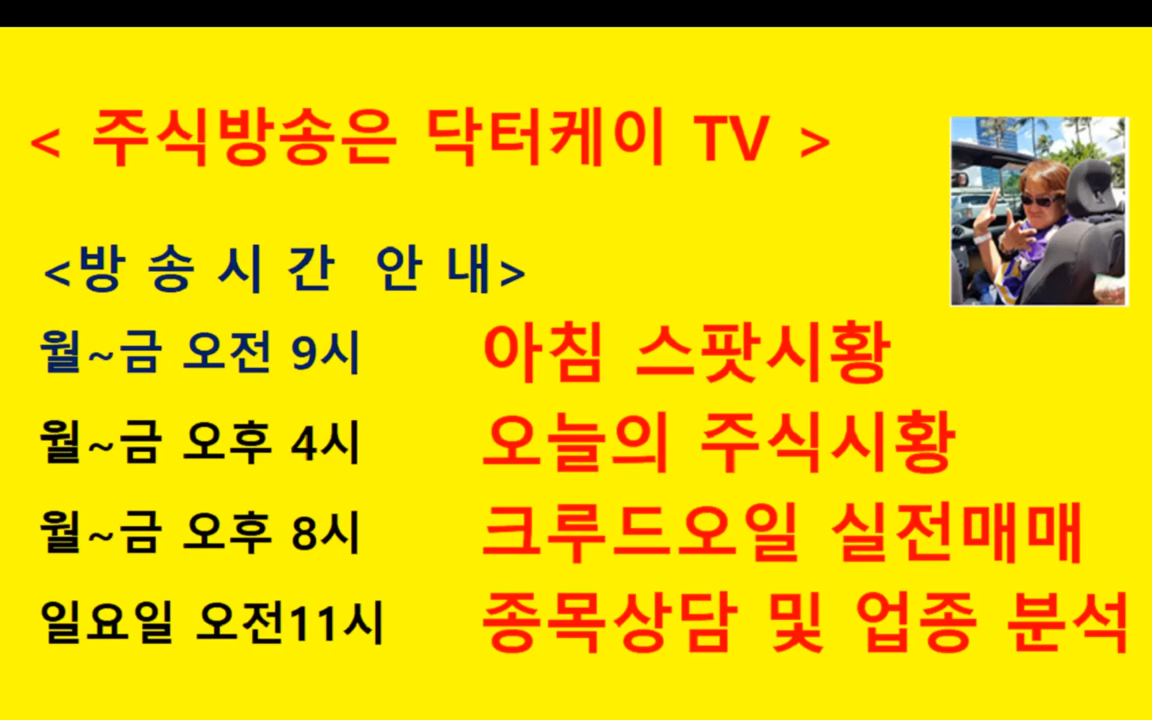 < 주식방송은 닥터케이 TV >
<방 송 시 간 안 내>
월~금 오전 9시 아침 스팟시황
월~금 오후 4시 오늘의 주식시황
월~금 오후 8시 크루드오일 실전매매
일요일 오전11시 종목상담 및 업종 분석